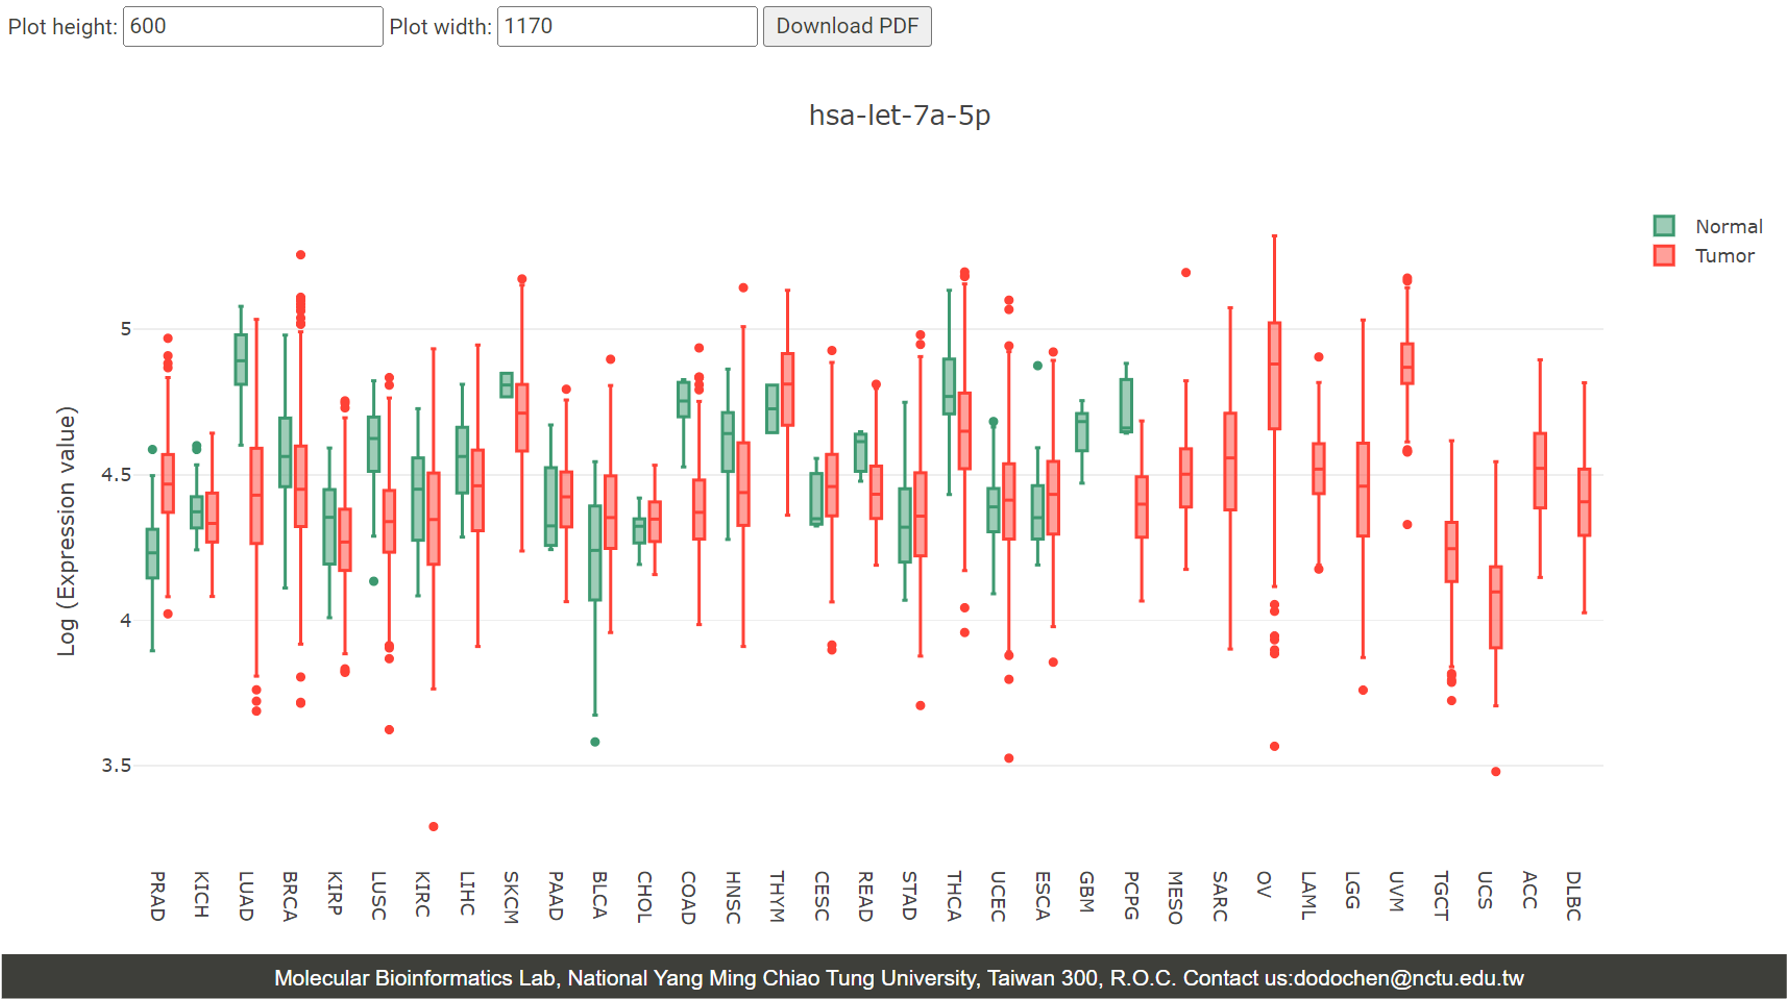 Plot height: 600 Plot width: 1170 Download PDF
hsa-let-7a-5p
Normal
Tumor
Log (Expression value)
5
4.5
4
3.5
PRAD KICH LUAD BRCA KIRP LUSC KIRC LIHC SKCM PAAD BLCA CHOL COAD HNSC THYM CESC READ STAD THCA UCEC ESCA GBM PCPG MESO SARC OV LAML LGG UVM TGCT UCS ACC DLBC
Molecular Bioinformatics Lab, National Yang Ming Chiao Tung University, Taiwan 300, R.O.C. Contact us:dodochen@nctu.edu.tw